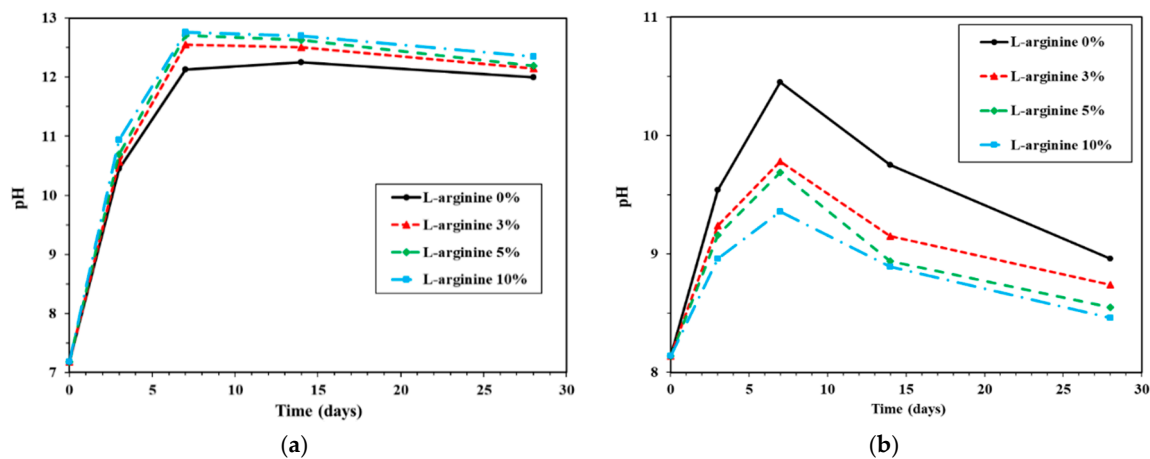 13
12
11
10
9
8
7
0
5
10
15
20
25
30
pH
Time (days)
L-arginine 0%
L-arginine 3%
L-arginine 5%
L-arginine 10%
(a)
11
10
9
8
0
5
10
15
20
25
30
pH
Time (days)
L-arginine 0%
L-arginine 3%
L-arginine 5%
L-arginine 10%
(b)